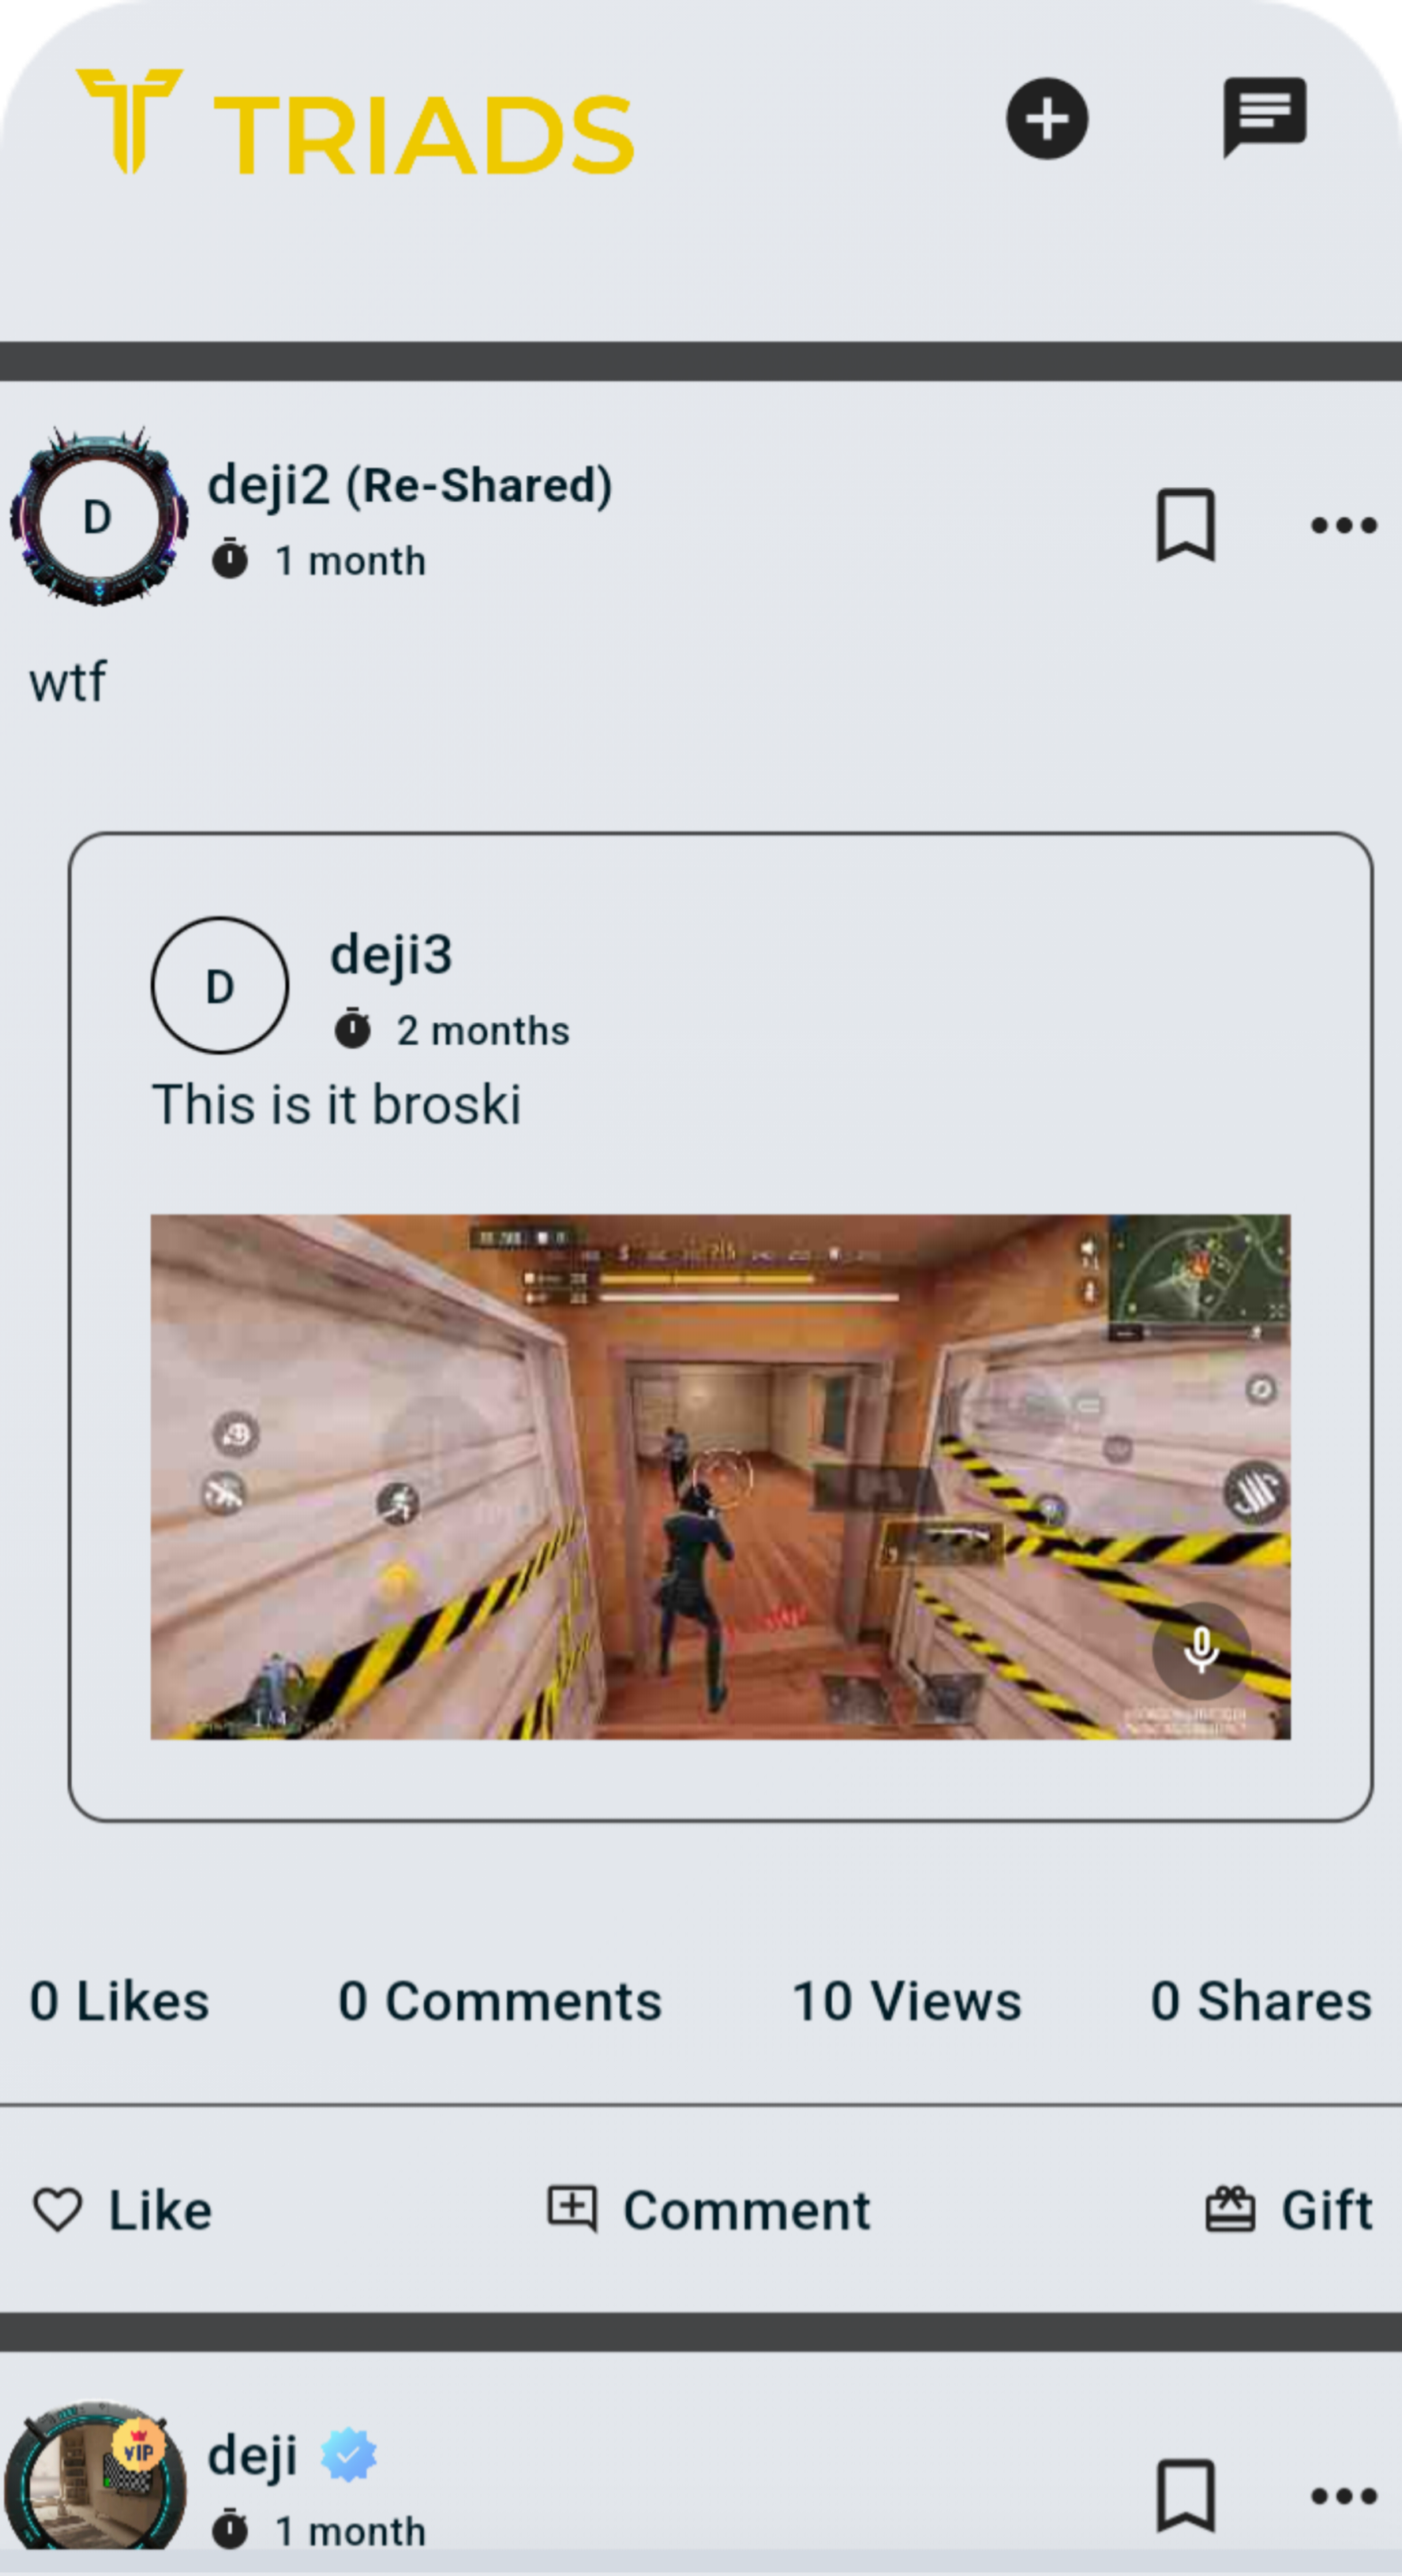 TRIADS
deji2 (Re-Shared)
1 month
wtf
D
D
deji3
2 months
This is it broski
0 Likes 0 Comments 10 Views 0 Shares
Like Comment Gift
VIP
deji
1 month